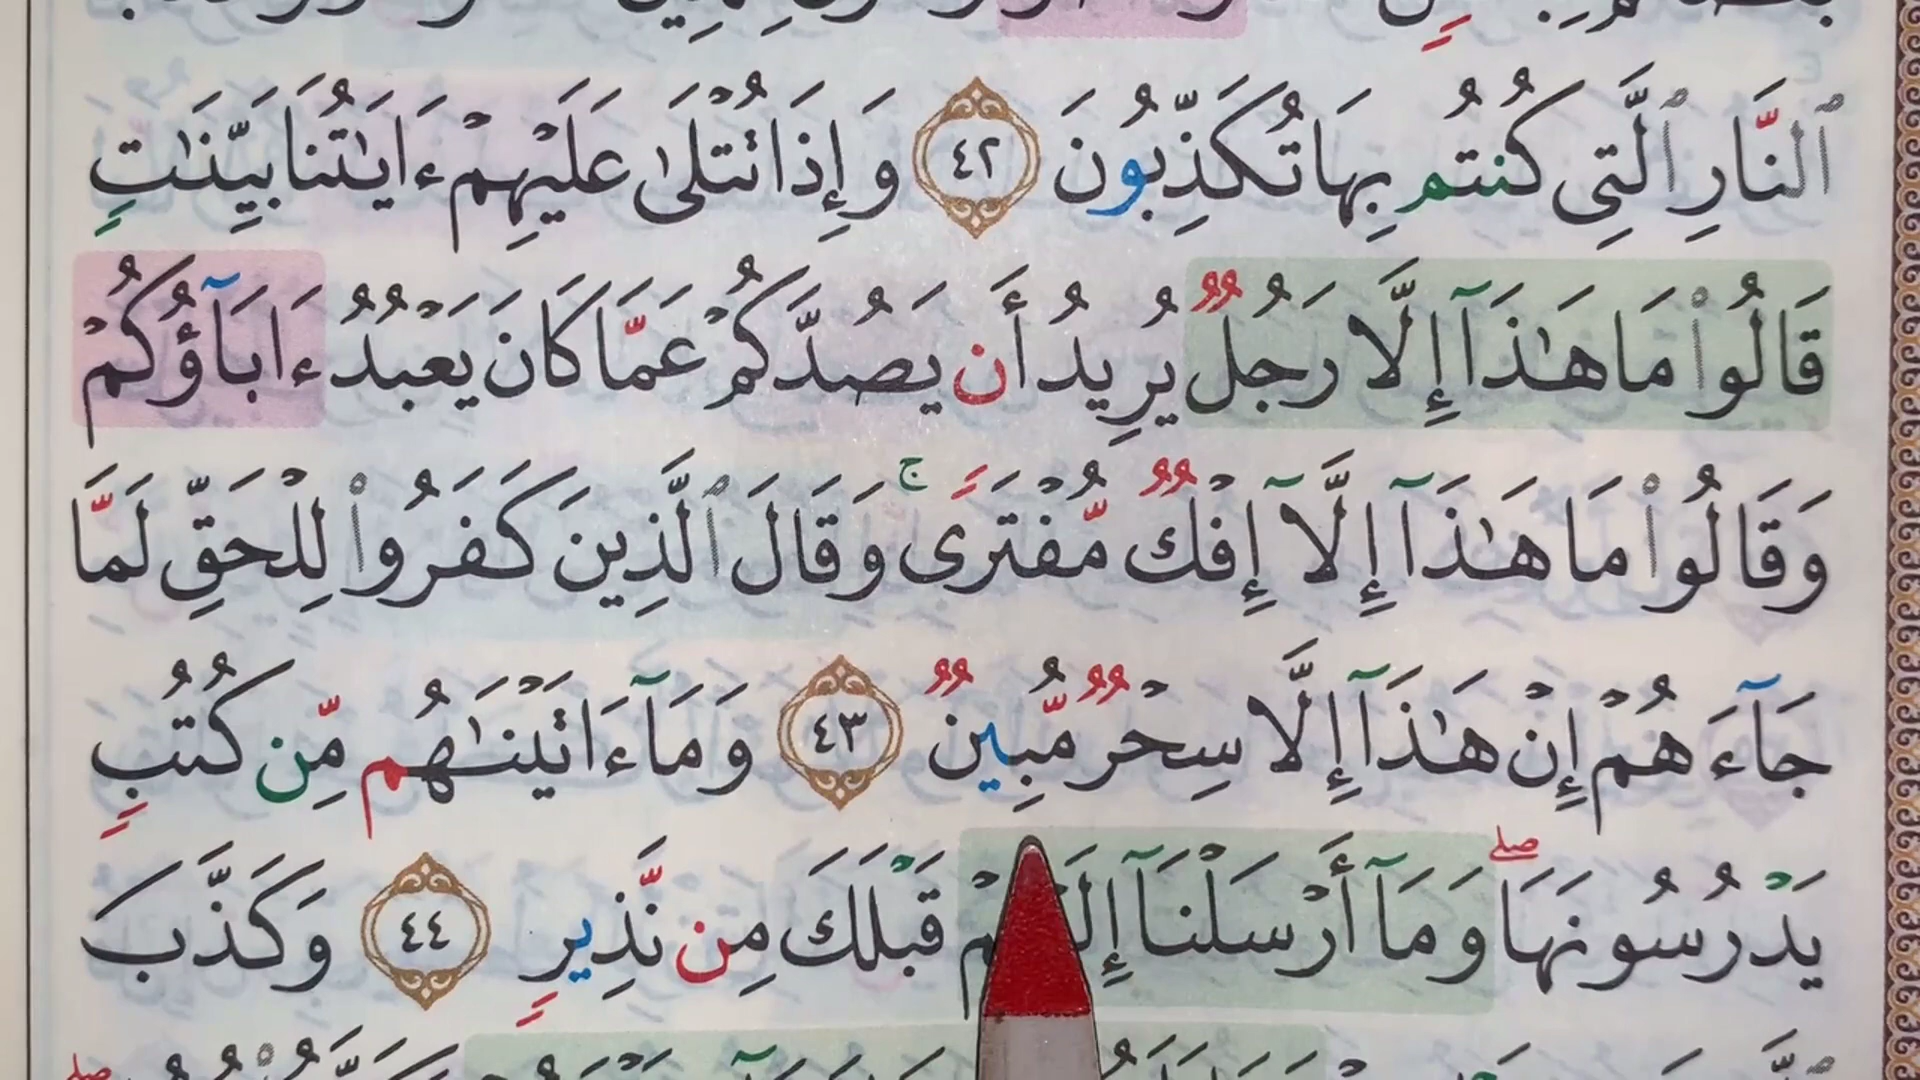 ٱلنَّارِ ٱلَّتِى كُنتُم بِهَا تُكَذِّبُونَ ٤٢ وَإِذَا تُتْلَىٰ عَلَيْهِمْ ءَايَٰتُنَا بَيِّنَٰتٍ
قَالُوا۟ مَا هَٰذَآ إِلَّا رَجُلٌ يُرِيدُ أَن يَصُدَّكُمْ عَمَّا كَانَ يَعْبُدُ ءَابَآؤُكُمْ
وَقَالُوا۟ مَا هَٰذَآ إِلَّآ إِفْكٌ مُّفْتَرًى ۚ وَقَالَ ٱلَّذِينَ كَفَرُوا۟ لِلْحَقِّ لَمَّا
جَآءَهُمْ إِنْ هَٰذَآ إِلَّا سِحْرٌ مُّبِينٌ ٤٣ وَمَآ ءَاتَيْنَٰهُم مِّن كُتُبٍ
يَدْرُسُونَهَا ۖ وَمَآ أَرْسَلْنَآ قَبْلَكَ مِن نَّذِيرٍ ٤٤ وَكَذَّبَ